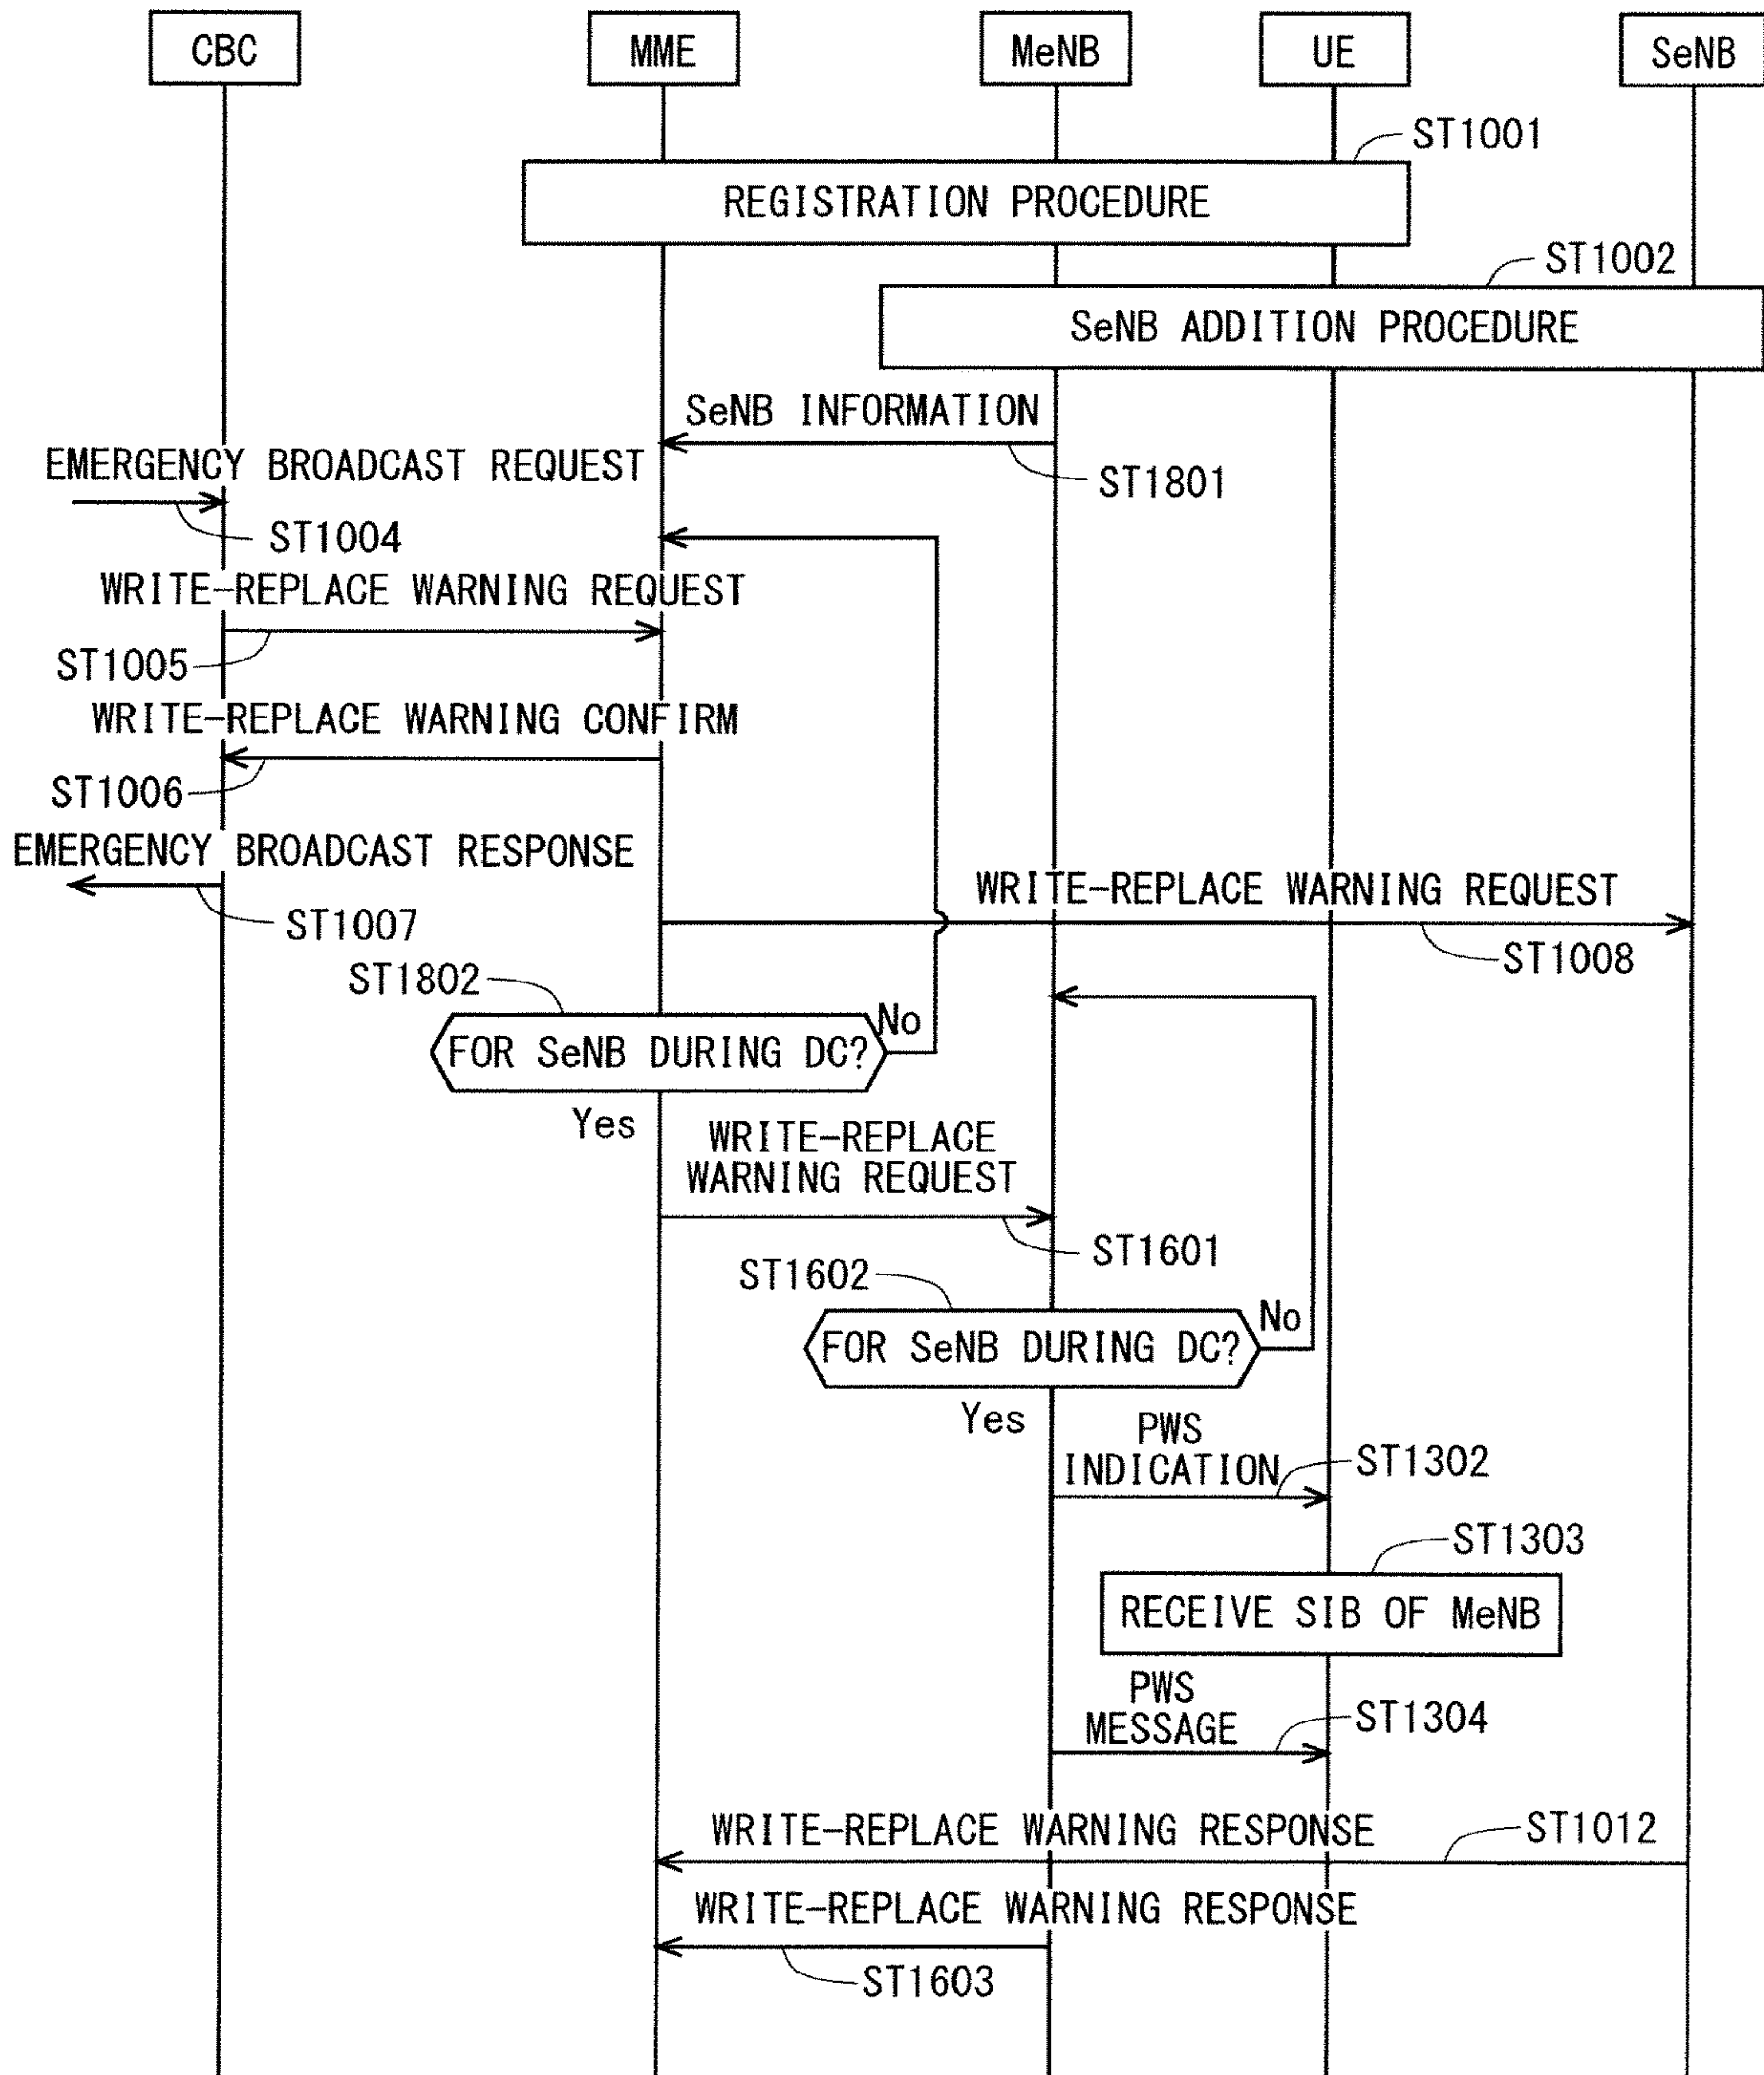 CBC
MME
MeNB
UE
SeNB
ST1001
REGISTRATION PROCEDURE
ST1002
SeNB ADDITION PROCEDURE
SeNB INFORMATION
EMERGENCY BROADCAST REQUEST
ST1801
ST1004
WRITE-REPLACE WARNING REQUEST
ST1005
WRITE-REPLACE WARNING CONFIRM
ST1006
EMERGENCY BROADCAST RESPONSE
WRITE-REPLACE WARNING REQUEST
ST1007
ST1008
ST1802
No
FOR SeNB DURING DC?
Yes
WRITE-REPLACE
WARNING REQUEST
ST1601
ST1602
No
FOR SeNB DURING DC?
Yes
PWS
INDICATION
ST1302
ST1303
RECEIVE SIB OF MeNB
PWS
MESSAGE
ST1304
WRITE-REPLACE WARNING RESPONSE
ST1012
WRITE-REPLACE WARNING RESPONSE
ST1603